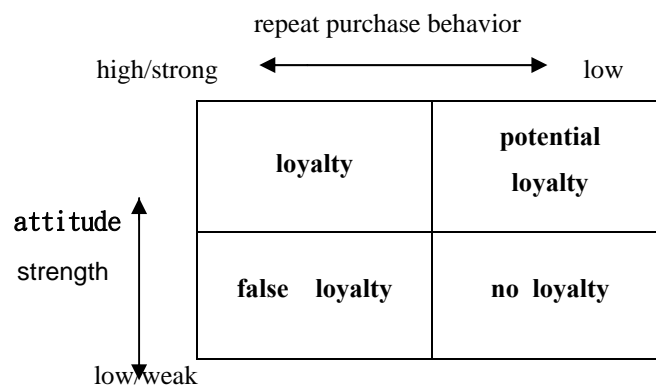 repeat purchase behavior
high/strong
low
loyalty
potential
loyalty
attitude
strength
false loyalty
no loyalty
low/weak